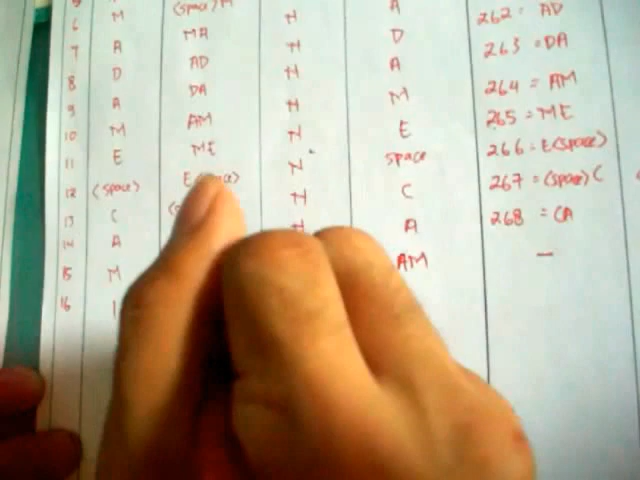 (space)M A 262 = AD
6 M MA N D 263 = DA
7 A AD N A 264 = AM
8 D DA N M 265 = ME
9 A AM N E 266 = E(space)
10 M ME N space 267 = (space) C
11 E N C 268 = CA
12 (space) N A —
13 C N AM
14 A
15 M
16